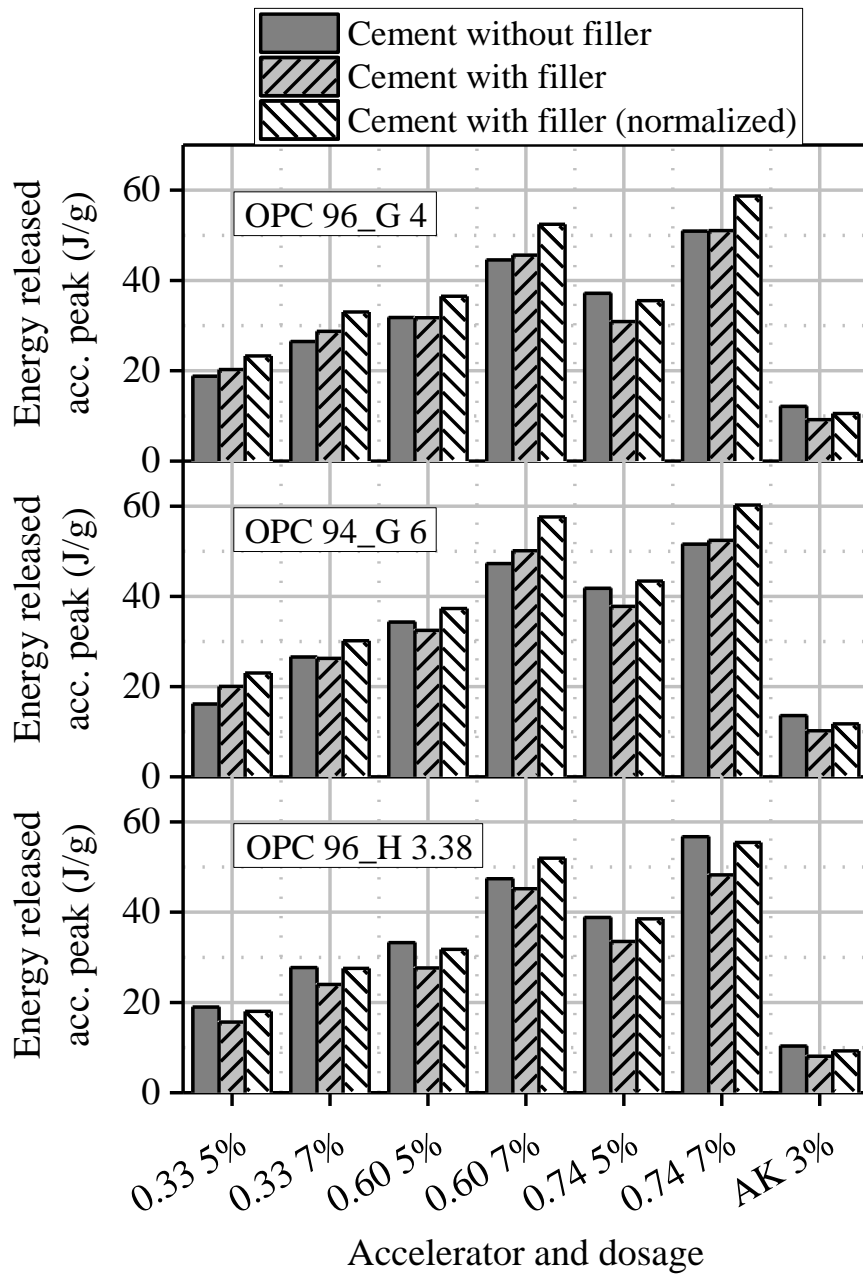 Cement without filler
Cement with filler
Cement with filler (normalized)
Energy released
acc. peak (J/g)
60
40
20
0
OPC 96_G 4
Energy released
acc. peak (J/g)
60
40
20
0
OPC 94_G 6
Energy released
acc. peak (J/g)
60
40
20
0
OPC 96_H 3.38
0.33 5%
0.33 7%
0.60 5%
0.60 7%
0.74 5%
0.74 7%
AK 3%
Accelerator and dosage